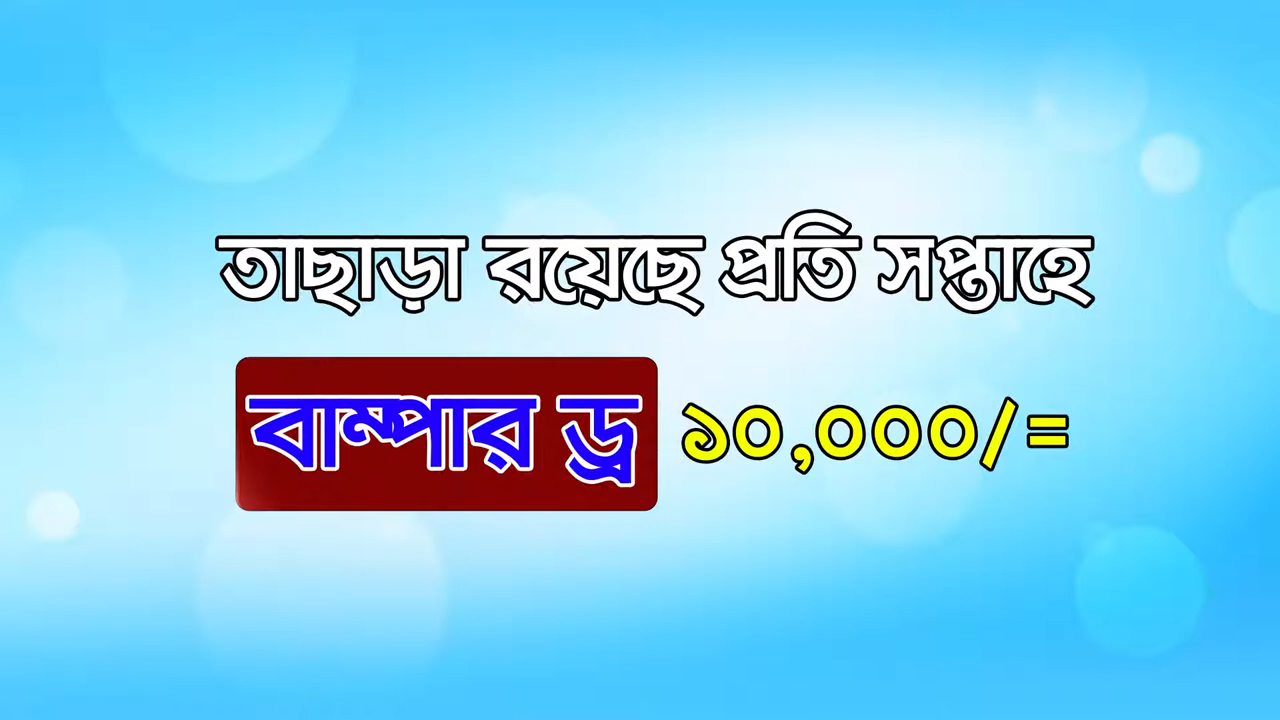 তাছাড়া রয়েছে প্রতি সপ্তাহে
বাম্পার ড্র ১০,০০০/=